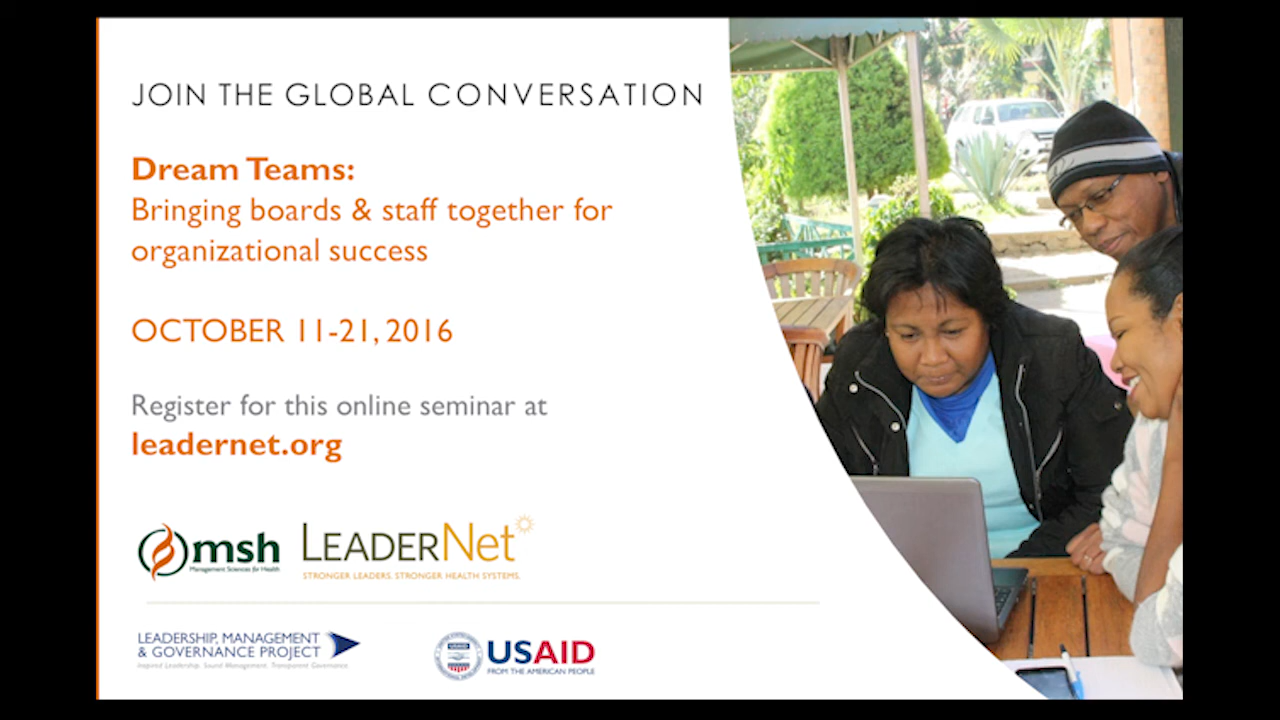 JOIN THE GLOBAL CONVERSATION
Dream Teams:
Bringing boards & staff together for
organizational success
OCTOBER 11-21, 2016
Register for this online seminar at
leadernet.org
msh
Management Sciences for Health
LEADERNet
STRONGER LEADERS. STRONGER HEALTH SYSTEMS.
LEADERSHIP, MANAGEMENT
& GOVERNANCE PROJECT
Inspired Leadership. Sound Management. Transparent Governance.
USAID
FROM THE AMERICAN PEOPLE